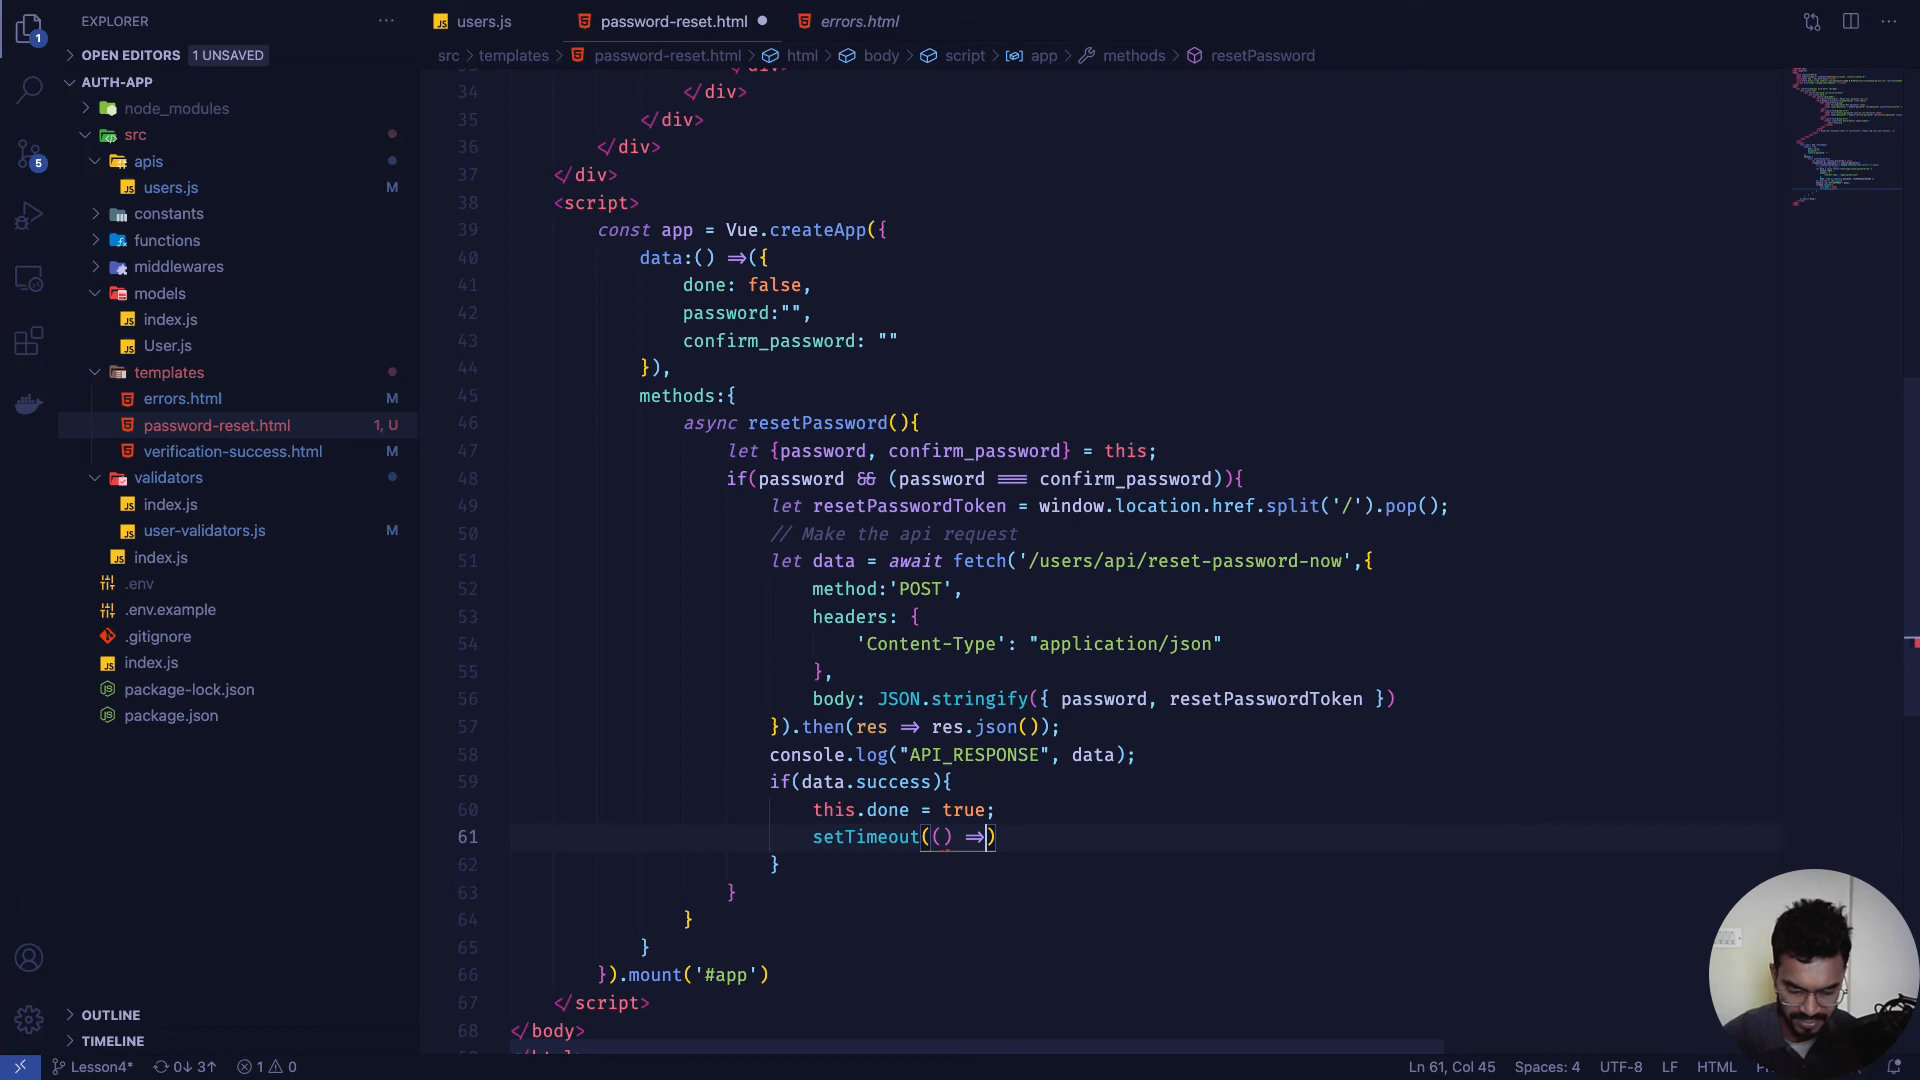 EXPLORER
users.js
password-reset.html
errors.html
OPEN EDITORS 1 UNSAVED
src > templates > password-reset.html > html > body > script > app > methods > resetPassword
AUTH-APP
node_modules
src
apis
users.js M
constants
functions
middlewares
models
index.js
User.js
templates
errors.html M
password-reset.html 1, U
verification-success.html M
validators
index.js
user-validators.js M
index.js
.env
.env.example
.gitignore
index.js
package-lock.json
package.json
OUTLINE
TIMELINE
34 </div>
35 </div>
36 </div>
37 </div>
38 <script>
39 const app = Vue.createApp({
40 data:() =>({
41 done: false,
42 password:"",
43 confirm_password: ""
44 }),
45 methods:{
46 async resetPassword(){
47 let {password, confirm_password} = this;
48 if(password && (password === confirm_password)){
49 let resetPasswordToken = window.location.href.split('/').pop();
50 // Make the api request
51 let data = await fetch('/users/api/reset-password-now',{
52 method:'POST',
53 headers: {
54 'Content-Type': "application/json"
55 },
56 body: JSON.stringify({ password, resetPasswordToken })
57 }).then(res => res.json());
58 console.log("API_RESPONSE", data);
59 if(data.success){
60 this.done = true;
61 setTimeout(() =>)
62 }
63 }
64 }
65 }
66 }).mount('#app')
67 </script>
68 </body>
1
5
Lesson4* 0↓ 3↑ 1 0
Ln 61, Col 45 Spaces: 4 UTF-8 LF HTML